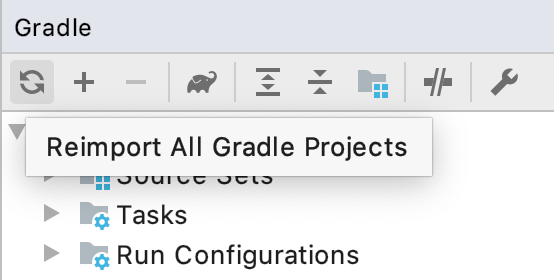 Gradle
Reimport All Gradle Projects
Source Sets
Tasks
Run Configurations